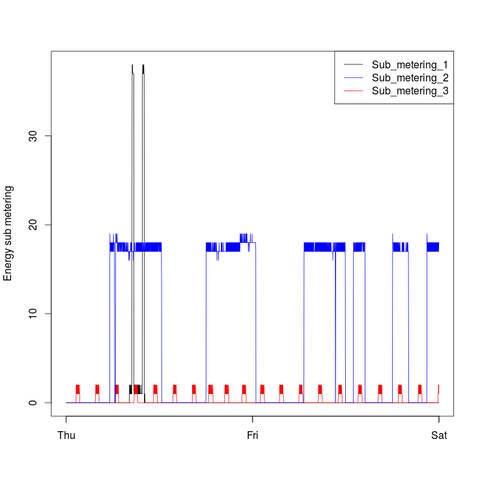 Sub_metering_1
Sub_metering_2
Sub_metering_3
Energy sub metering
30
20
10
0
Thu Fri Sat